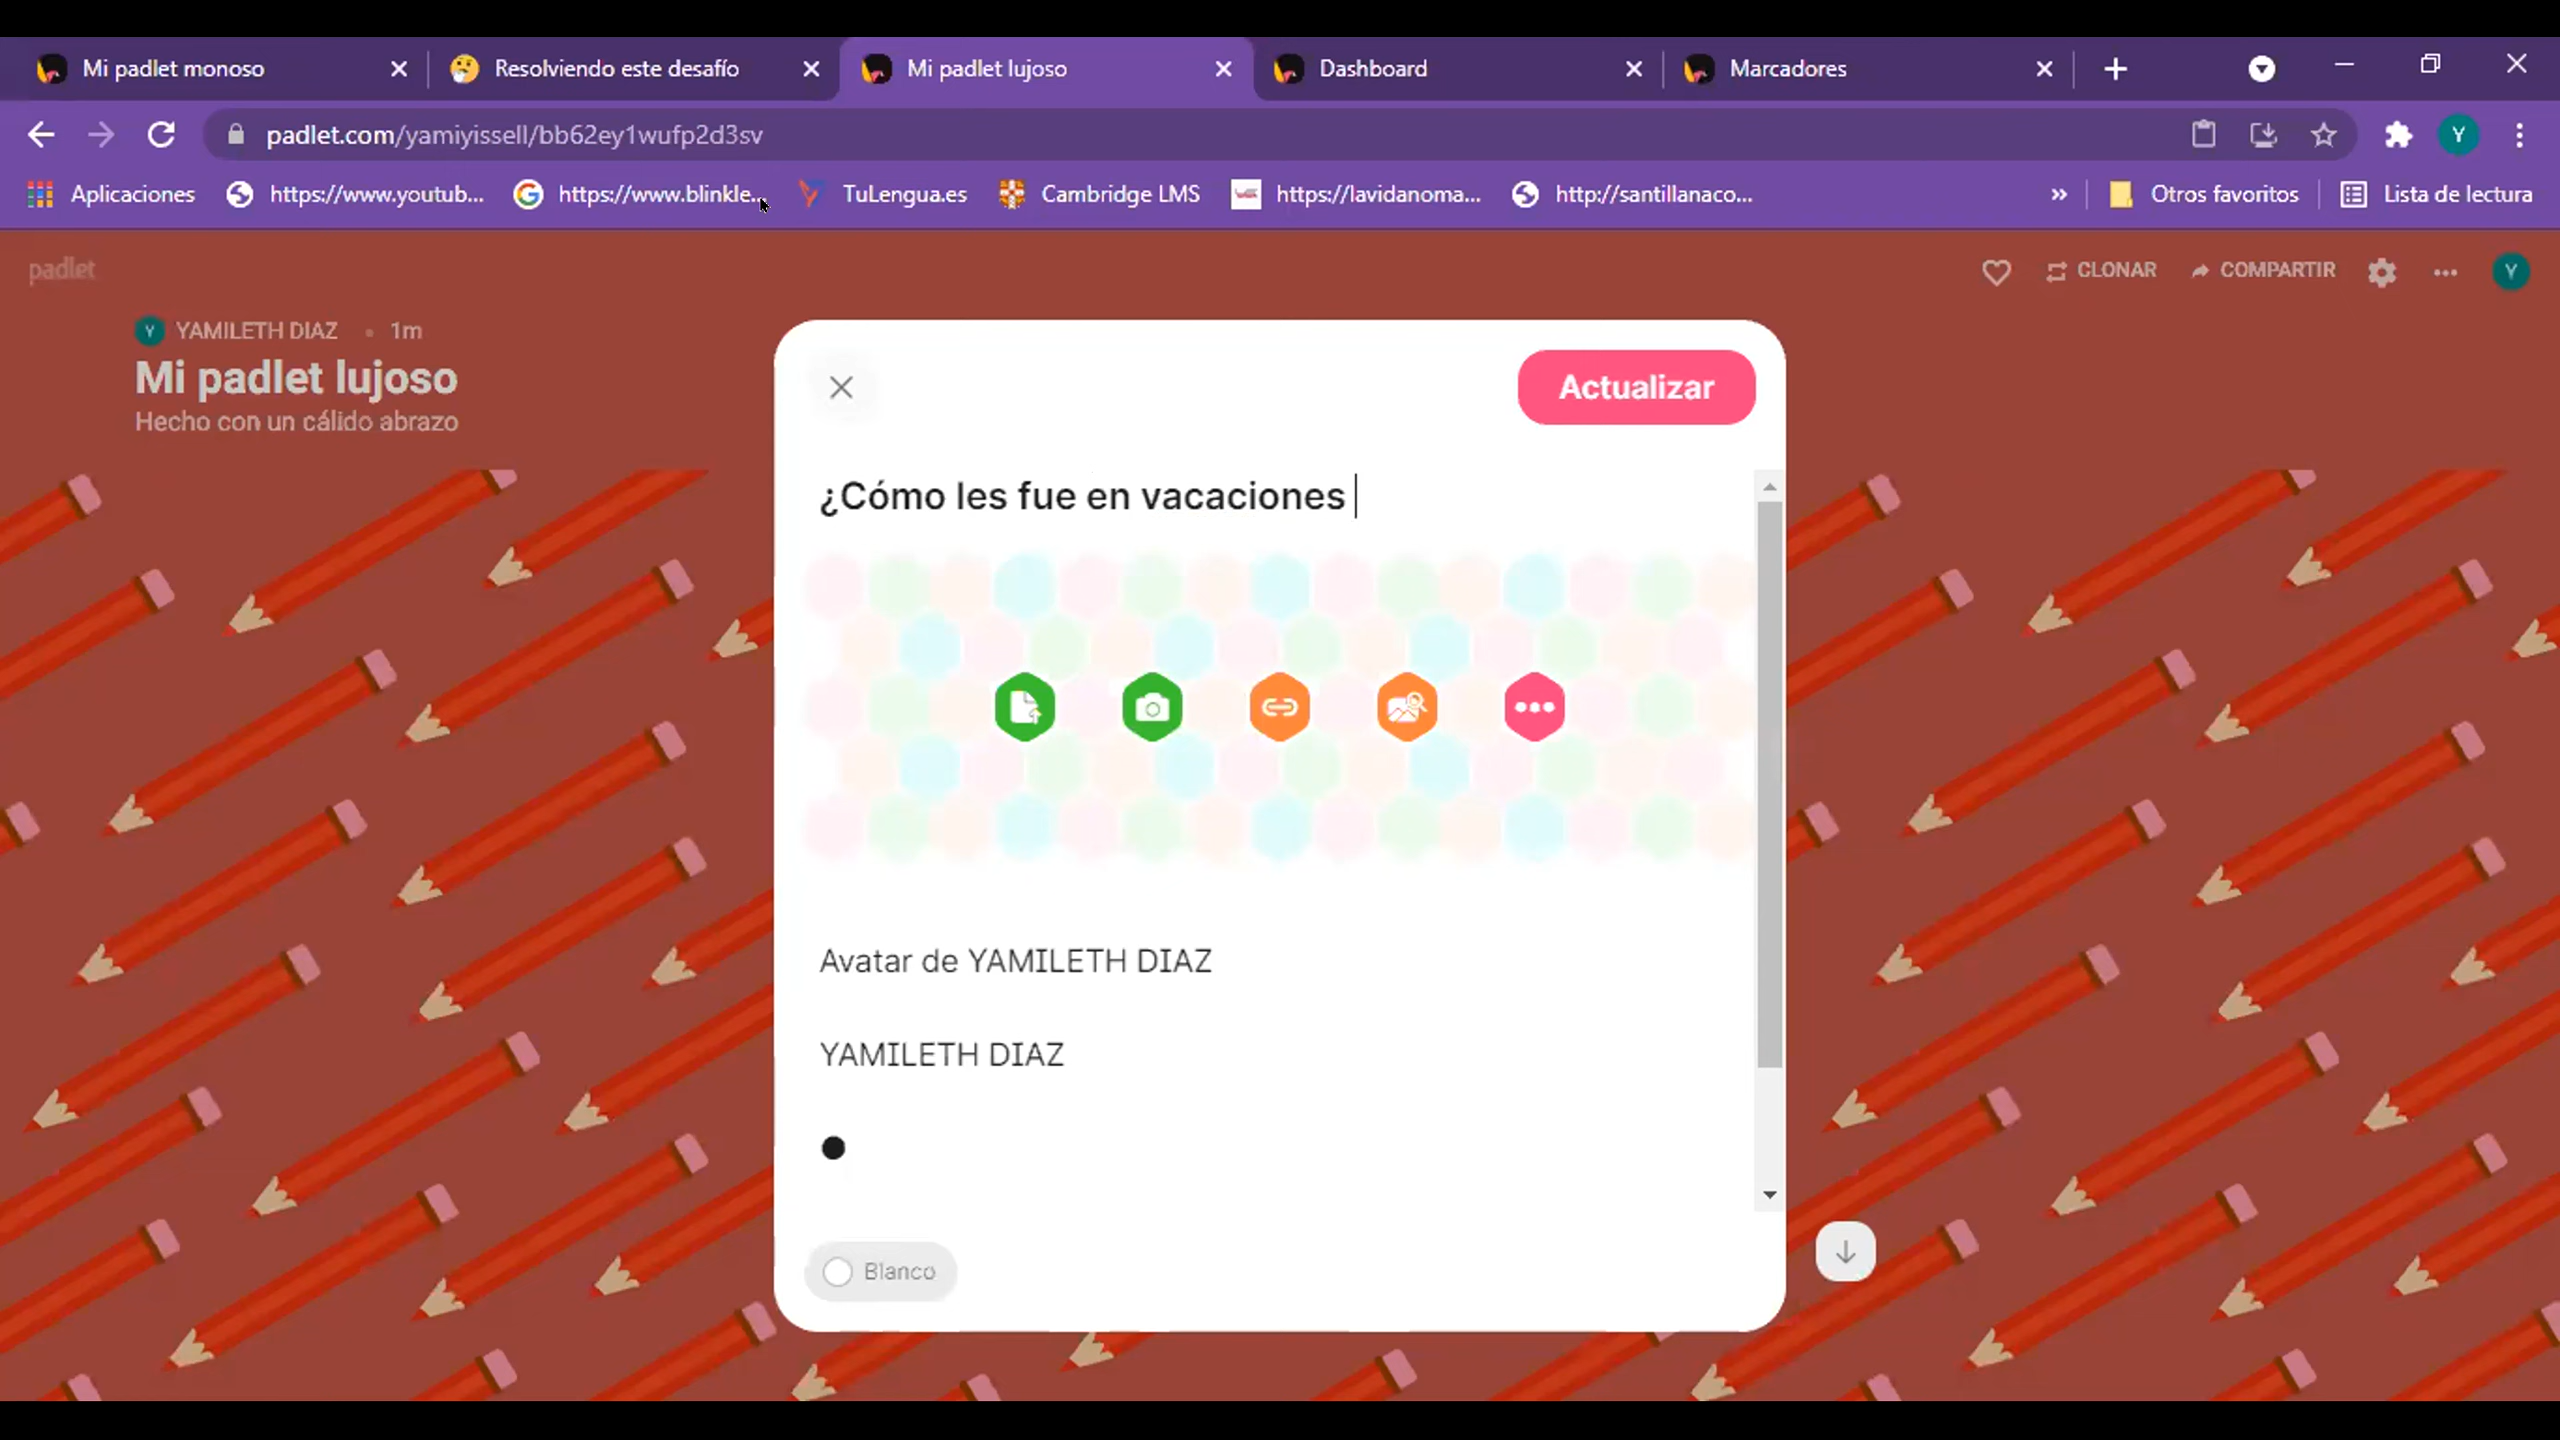 Mi padlet monoso
Resolviendo este desafío
Mi padlet lujoso
Dashboard
Marcadores
padlet.com/yamiyissell/bb62ey1wufp2d3sv
Y
Aplicaciones
https://www.youtub...
https://www.blinkle...
TuLengua.es
Cambridge LMS
https://lavidanoma...
http://santillanaco...
»
Otros favoritos
Lista de lectura
padlet
CLONAR
COMPARTIR
Y
Y YAMILETH DIAZ • 1m
Mi padlet lujoso
Hecho con un cálido abrazo
Actualizar
¿Cómo les fue en vacaciones
Avatar de YAMILETH DIAZ
YAMILETH DIAZ
●
Blanco